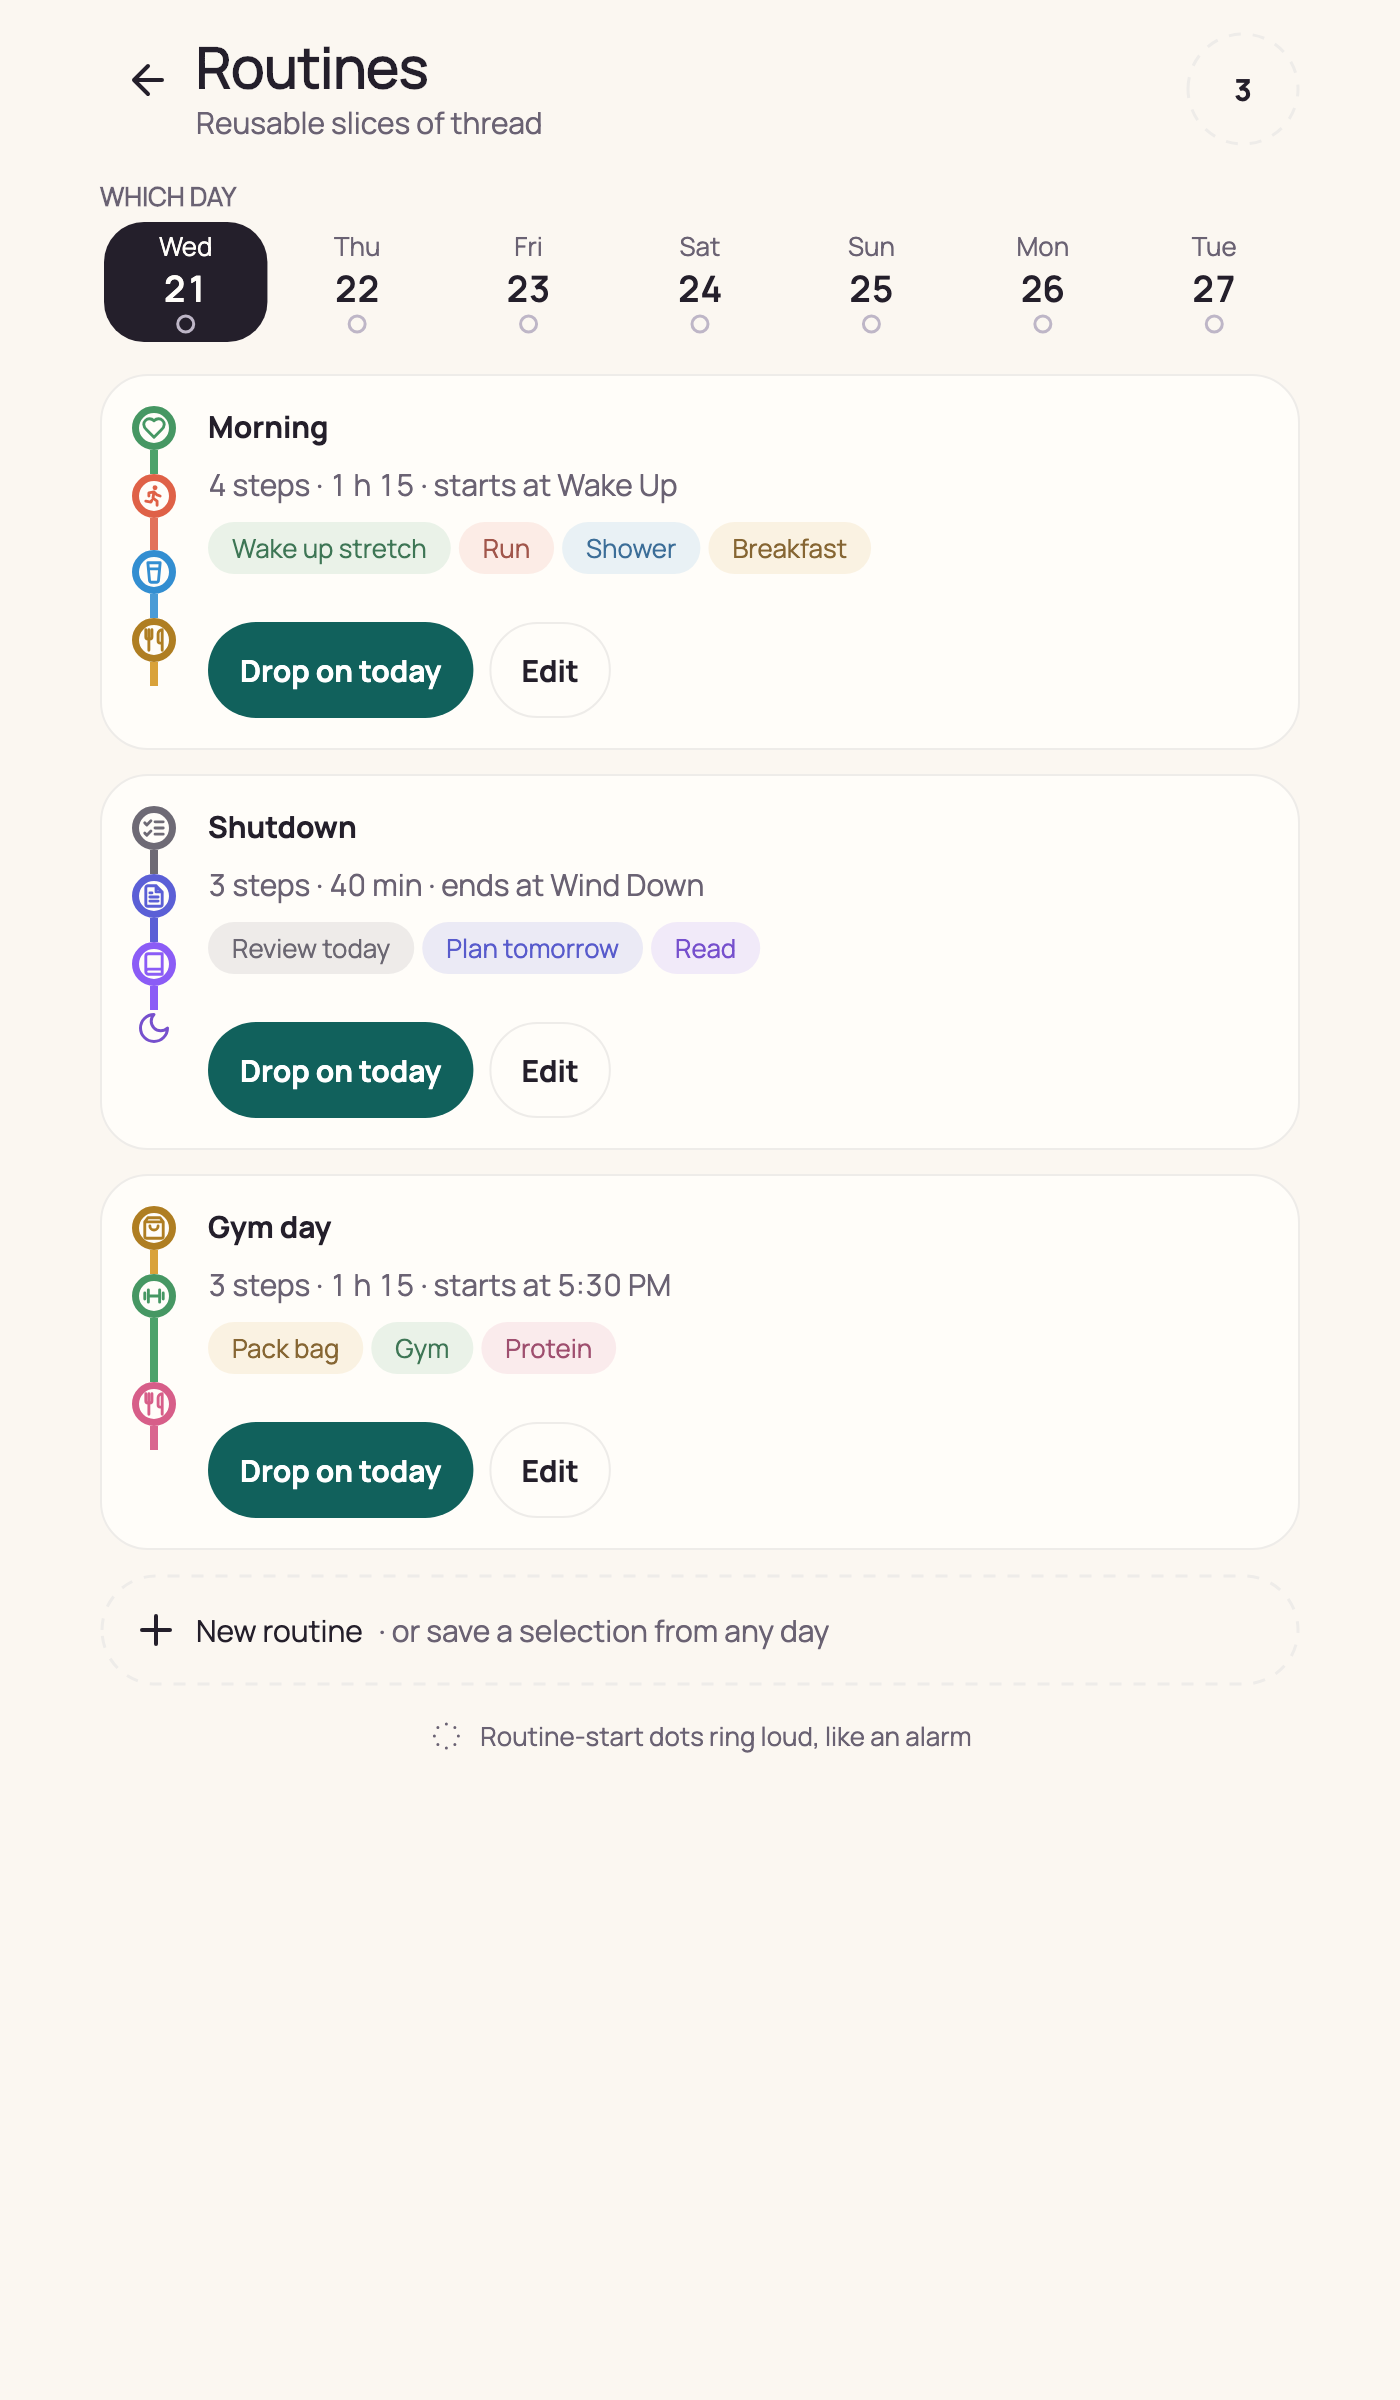 Routines
Reusable slices of thread
3
WHICH DAY
Wed Thu Fri Sat Sun Mon Tue
21 22 23 24 25 26 27
Morning
4 steps · 1 h 15 · starts at Wake Up
Wake up stretch Run Shower Breakfast
Drop on today Edit
Shutdown
3 steps · 40 min · ends at Wind Down
Review today Plan tomorrow Read
Drop on today Edit
Gym day
3 steps · 1 h 15 · starts at 5:30 PM
Pack bag Gym Protein
Drop on today Edit
New routine · or save a selection from any day
Routine-start dots ring loud, like an alarm